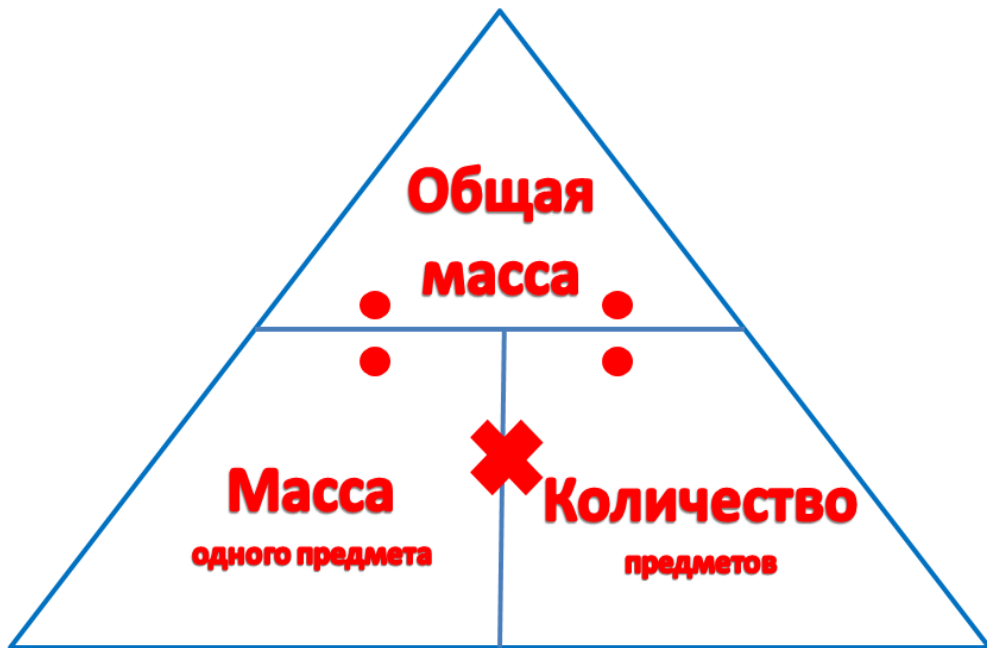 Общая
масса
Масса
одного предмета
Количество
предметов